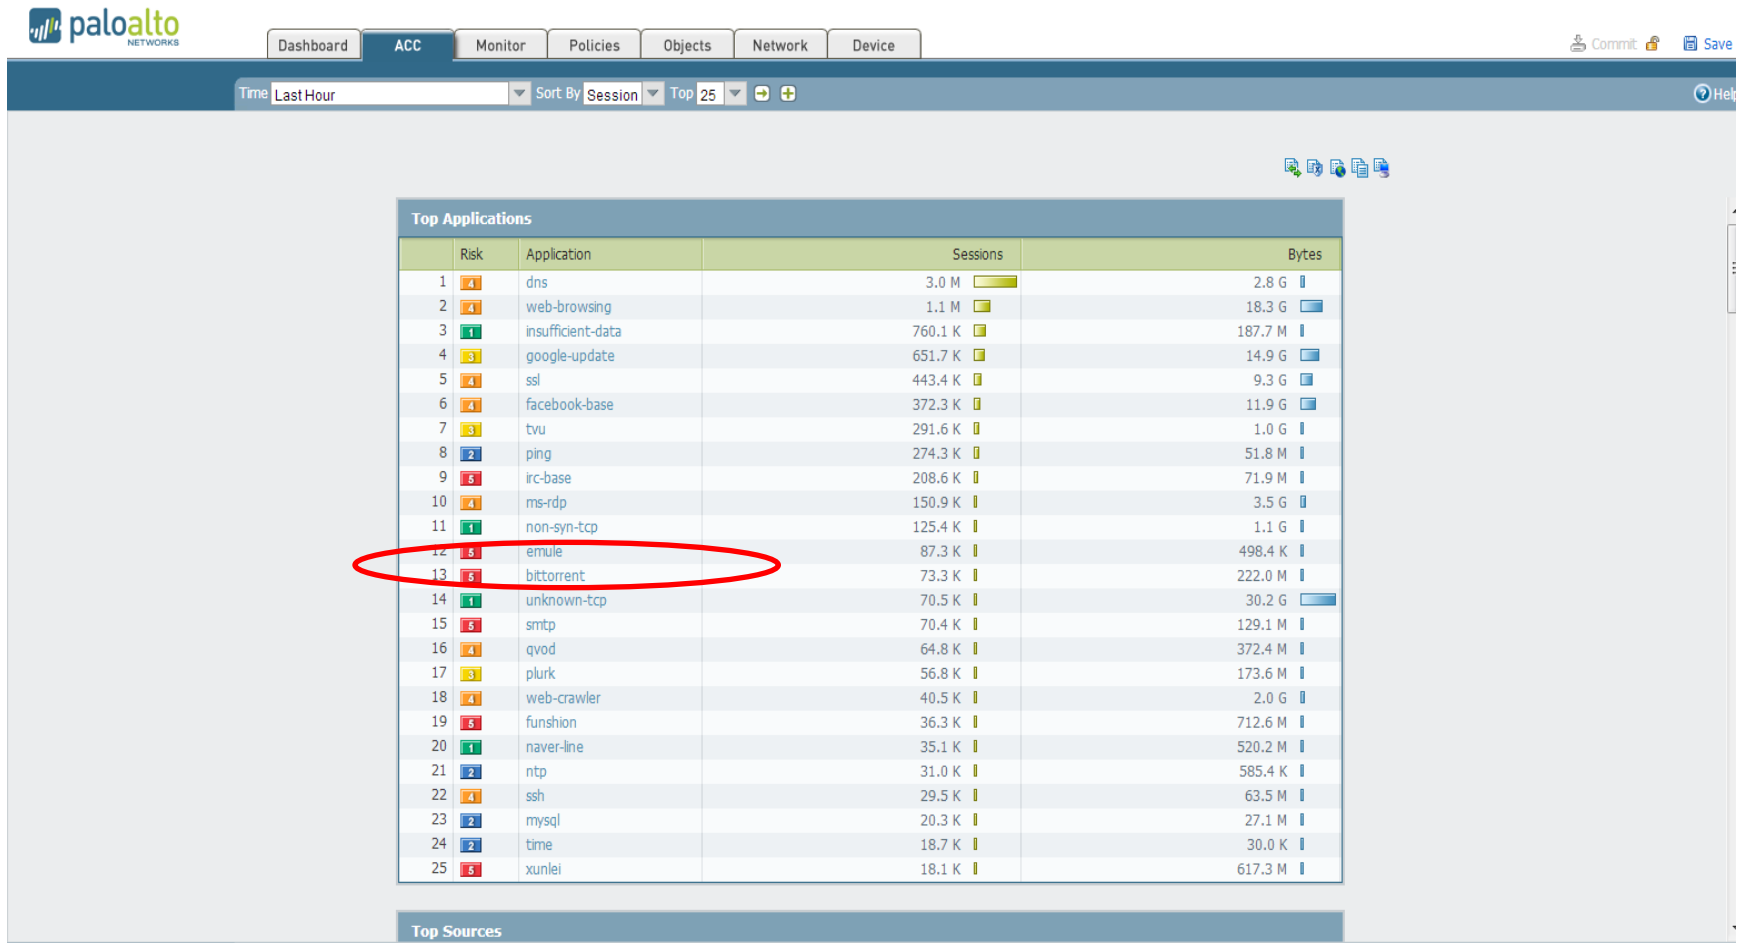 paloalto
NETWORKS
Dashboard ACC Monitor Policies Objects Network Device
Commit Save
Time Last Hour Sort By Session Top 25
Help
Top Applications
Risk Application Sessions Bytes
1 4 dns 3.0 M 2.8 G
2 4 web-browsing 1.1 M 18.3 G
3 1 insufficient-data 760.1 K 187.7 M
4 3 google-update 651.7 K 14.9 G
5 4 ssl 443.4 K 9.3 G
6 4 facebook-base 372.3 K 11.9 G
7 3 tvu 291.6 K 1.0 G
8 2 ping 274.3 K 51.8 M
9 5 irc-base 208.6 K 71.9 M
10 4 ms-rdp 150.9 K 3.5 G
11 1 non-syn-tcp 125.4 K 1.1 G
12 5 emule 87.3 K 498.4 K
13 5 bittorrent 73.3 K 222.0 M
14 1 unknown-tcp 70.5 K 30.2 G
15 5 smtp 70.4 K 129.1 M
16 4 qvod 64.8 K 372.4 M
17 3 plurk 56.8 K 173.6 M
18 4 web-crawler 40.5 K 2.0 G
19 5 funshion 36.3 K 712.6 M
20 1 naver-line 35.1 K 520.2 M
21 2 ntp 31.0 K 585.4 K
22 4 ssh 29.5 K 63.5 M
23 2 mysql 20.3 K 27.1 M
24 2 time 18.7 K 30.0 K
25 5 xunlei 18.1 K 617.3 M
Top Sources